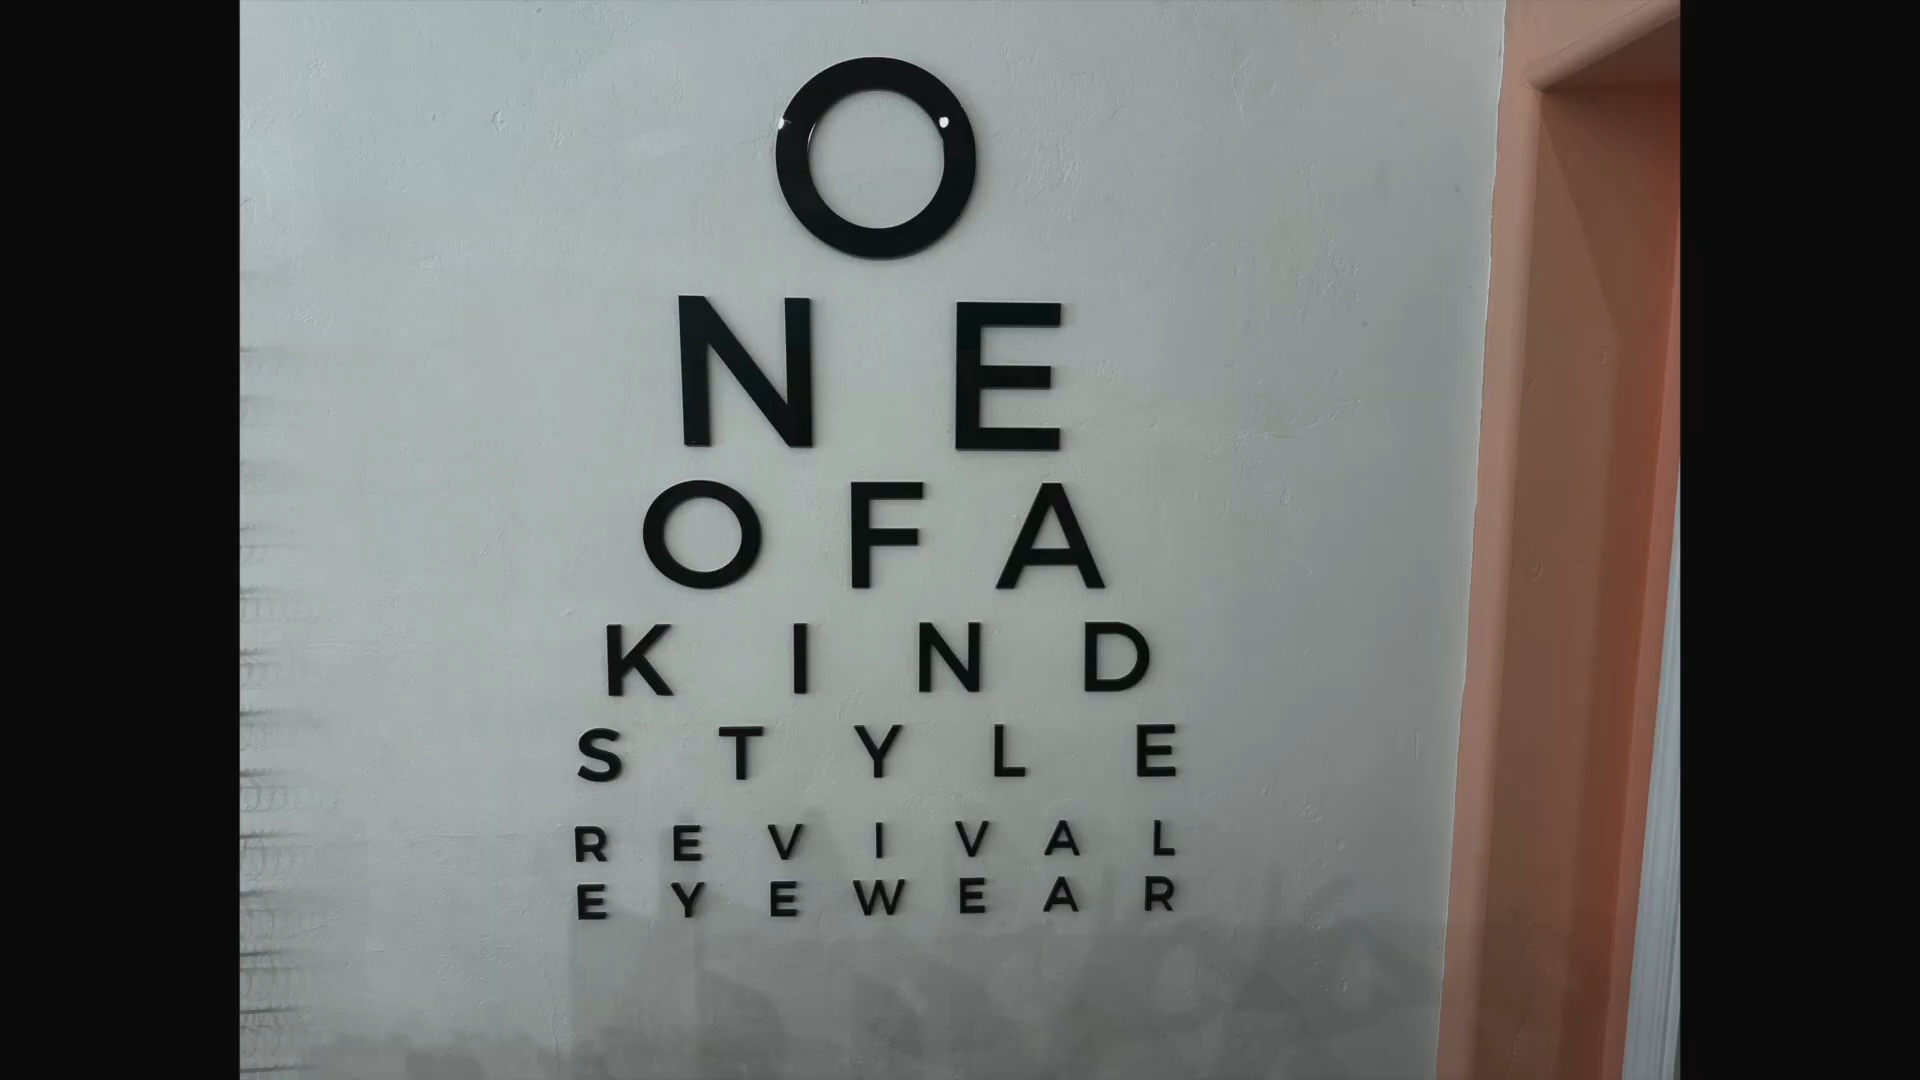 O
N E
O F A
K I N D
S T Y L E
R E V I V A L
E Y E W E A R